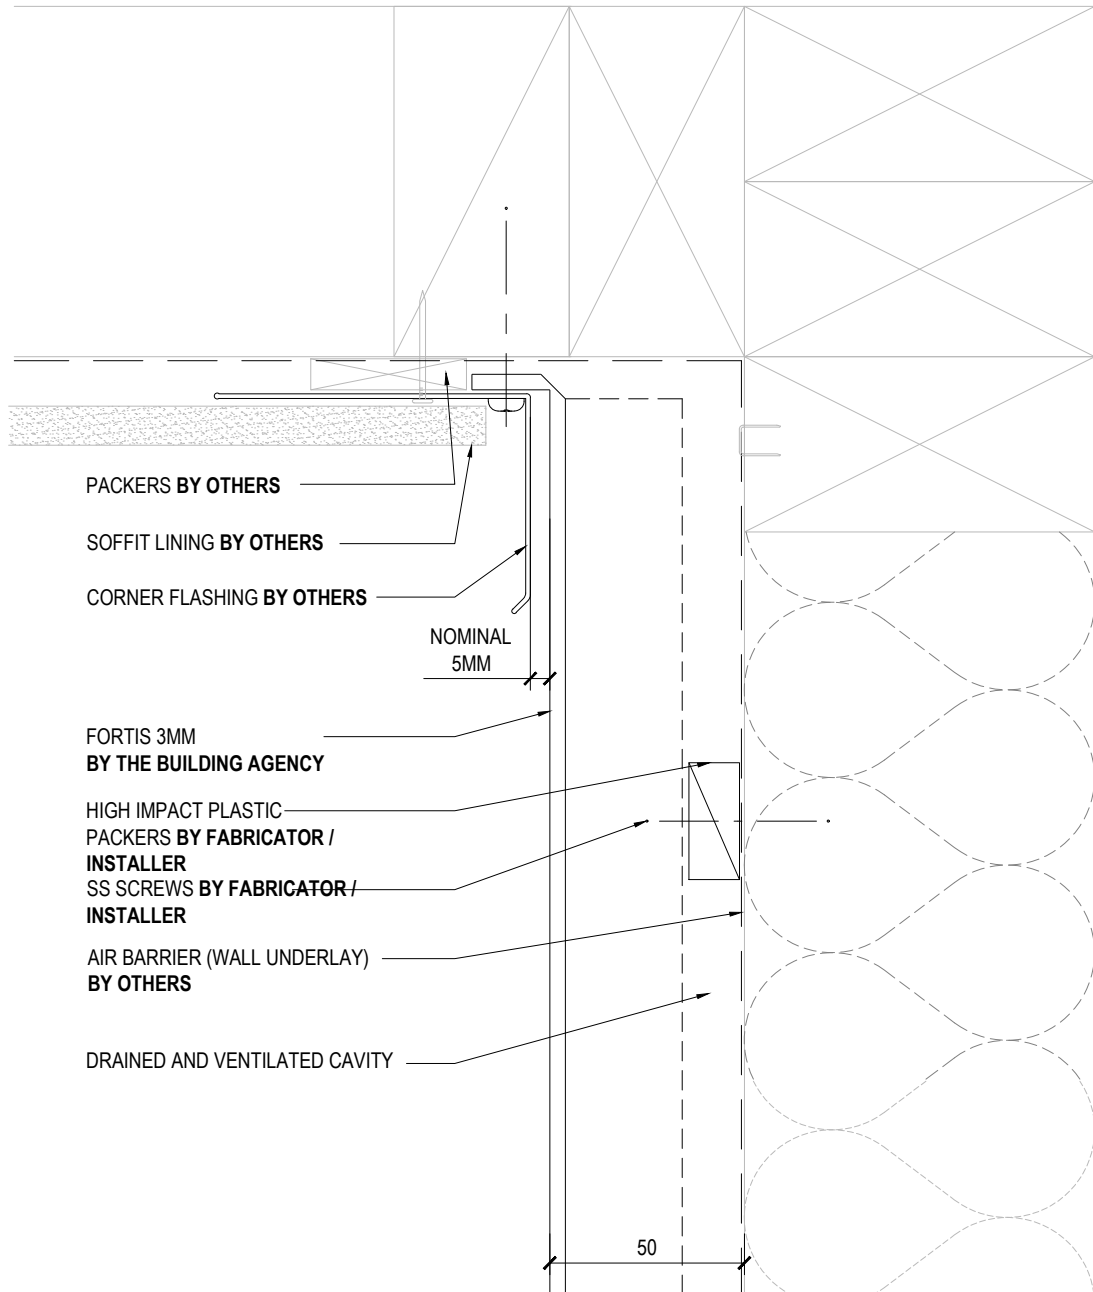 PACKERS BY OTHERS
SOFFIT LINING BY OTHERS
CORNER FLASHING BY OTHERS
NOMINAL
5MM
FORTIS 3MM
BY THE BUILDING AGENCY
HIGH IMPACT PLASTIC
PACKERS BY FABRICATOR /
INSTALLER
SS SCREWS BY FABRICATOR /
INSTALLER
AIR BARRIER (WALL UNDERLAY)
BY OTHERS
DRAINED AND VENTILATED CAVITY
50